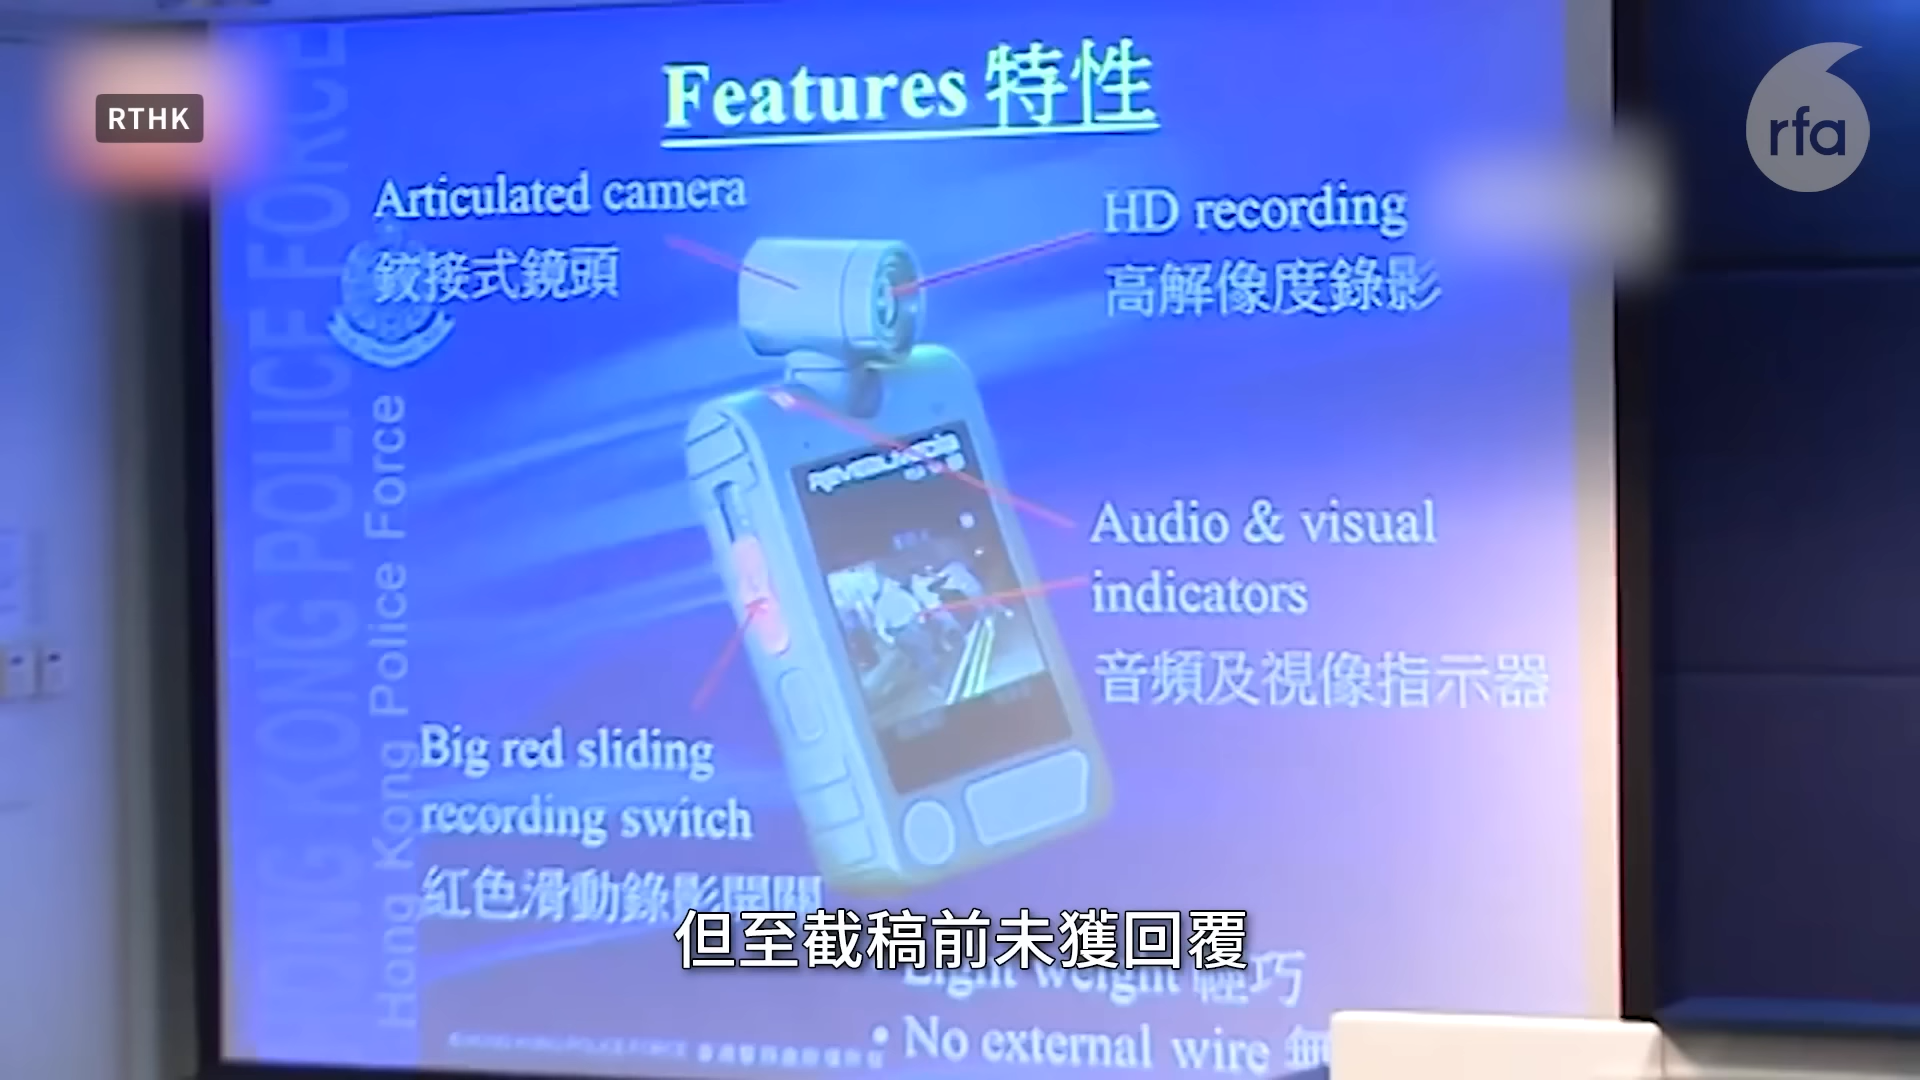 RTHK
rfa
Features 特性
Articulated camera
鉸接式鏡頭
HD recording
高解像度錄影
Audio & visual
indicators
音頻及視像指示器
Big red sliding
recording switch
紅色滑動錄影開關
HONG KONG POLICE FORCE
Hong Kong Police Force
但至截稿前未獲回覆
Light weight 輕巧
• No external wire 無